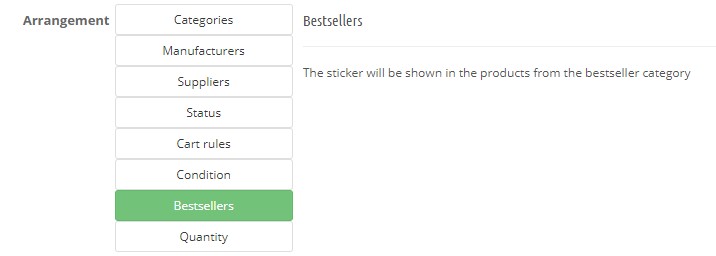 Arrangement
Categories
Manufacturers
Suppliers
Status
Cart rules
Condition
Bestsellers
Quantity
Bestsellers
The sticker will be shown in the products from the bestseller category